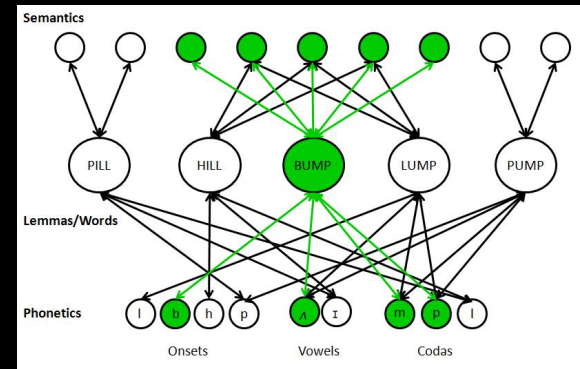 Semantics
PILL HILL BUMP LUMP PUMP
Lemmas/Words
Phonetics
l b h p ʌ ɪ m p l
Onsets Vowels Codas